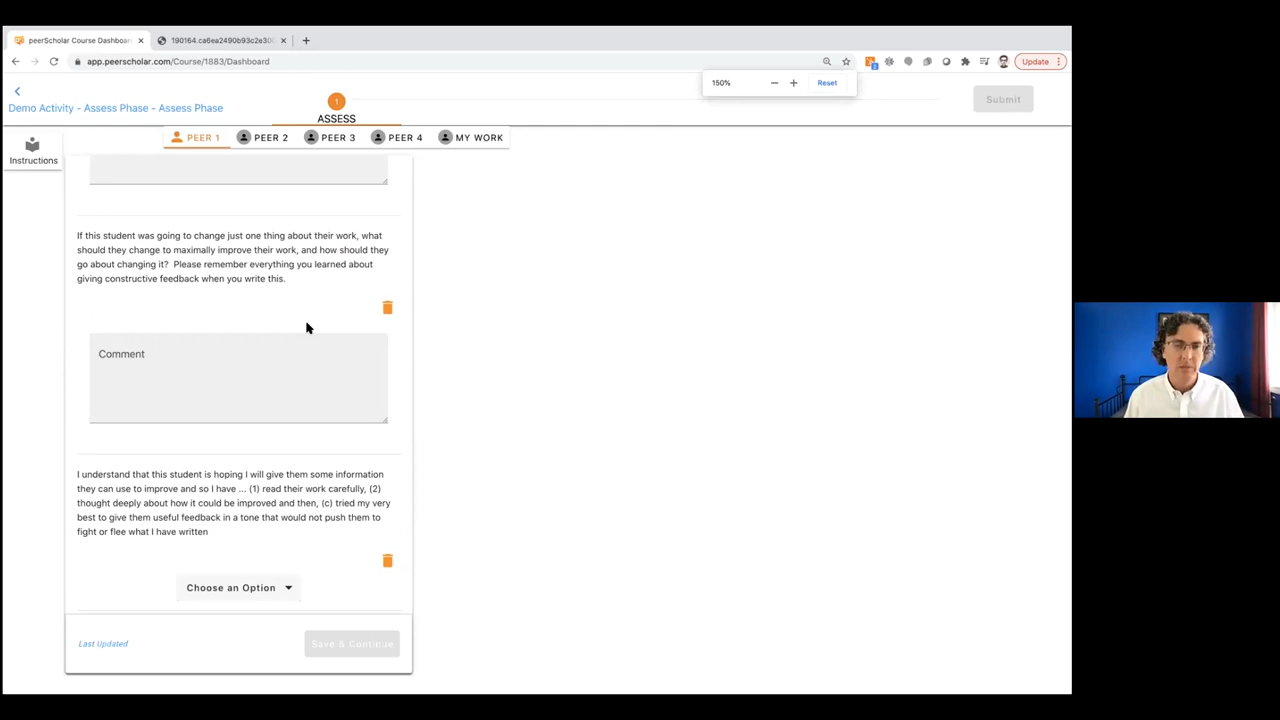 peerScholar Course Dashboar
190164.ca6ea2490b93c2e30
app.peerscholar.com/Course/1883/Dashboard
Update
150%
Reset
Demo Activity - Assess Phase - Assess Phase
1
ASSESS
Submit
Instructions
PEER 1
PEER 2
PEER 3
PEER 4
MY WORK
If this student was going to change just one thing about their work, what
should they change to maximally improve their work, and how should they
go about changing it? Please remember everything you learned about
giving constructive feedback when you write this.
Comment
I understand that this student is hoping I will give them some information
they can use to improve and so I have ... (1) read their work carefully, (2)
thought deeply about how it could be improved and then, (c) tried my very
best to give them useful feedback in a tone that would not push them to
fight or flee what I have written
Choose an Option
Last Updated
Save & Continue